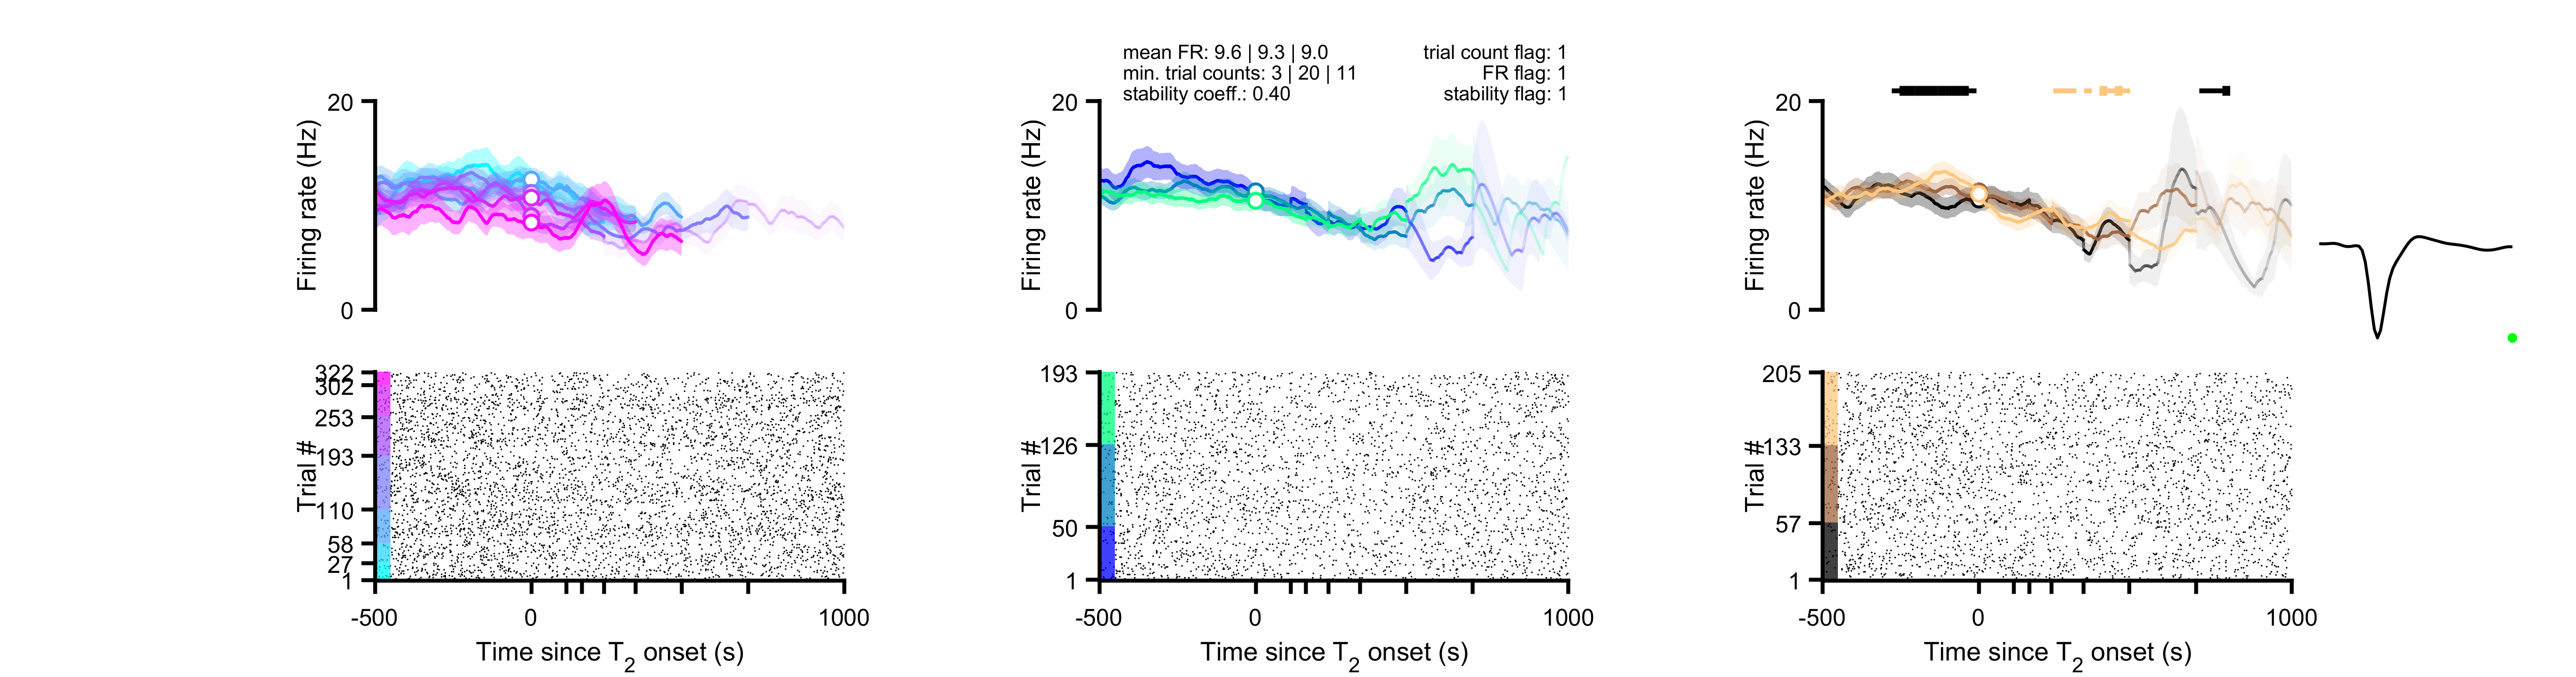 mean FR: 9.6 | 9.3 | 9.0
min. trial counts: 3 | 20 | 11
stability coeff.: 0.40
trial count flag: 1
FR flag: 1
stability flag: 1
20
Firing rate (Hz)
0
20
Firing rate (Hz)
0
20
Firing rate (Hz)
0
322
302
253
193
110
58
27
1
Trial #
-500
0
1000
Time since T2 onset (s)
193
126
50
1
Trial #
-500
0
1000
Time since T2 onset (s)
205
133
57
1
Trial #
-500
0
1000
Time since T2 onset (s)